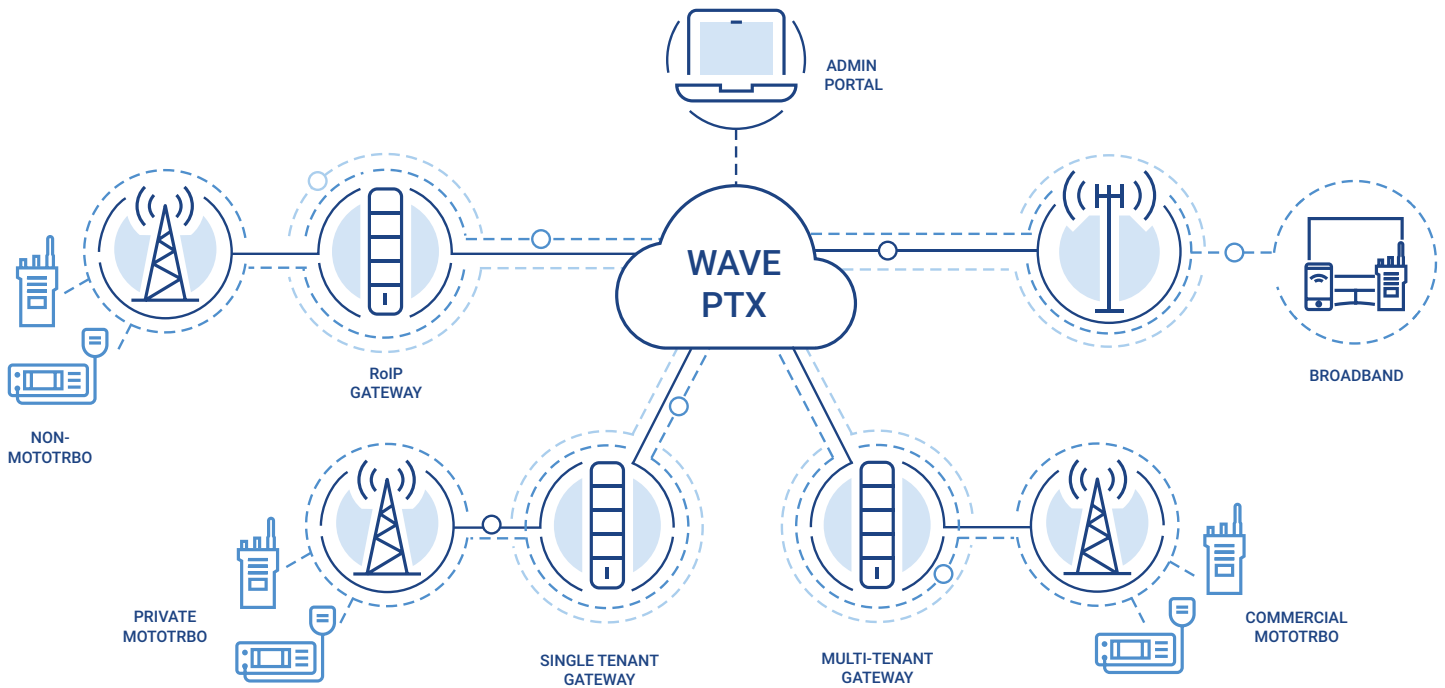 ADMIN
PORTAL
WAVE
PTX
RoIP
GATEWAY
BROADBAND
NON-
MOTOTRBO
PRIVATE
MOTOTRBO
SINGLE TENANT
GATEWAY
MULTI-TENANT
GATEWAY
COMMERCIAL
MOTOTRBO